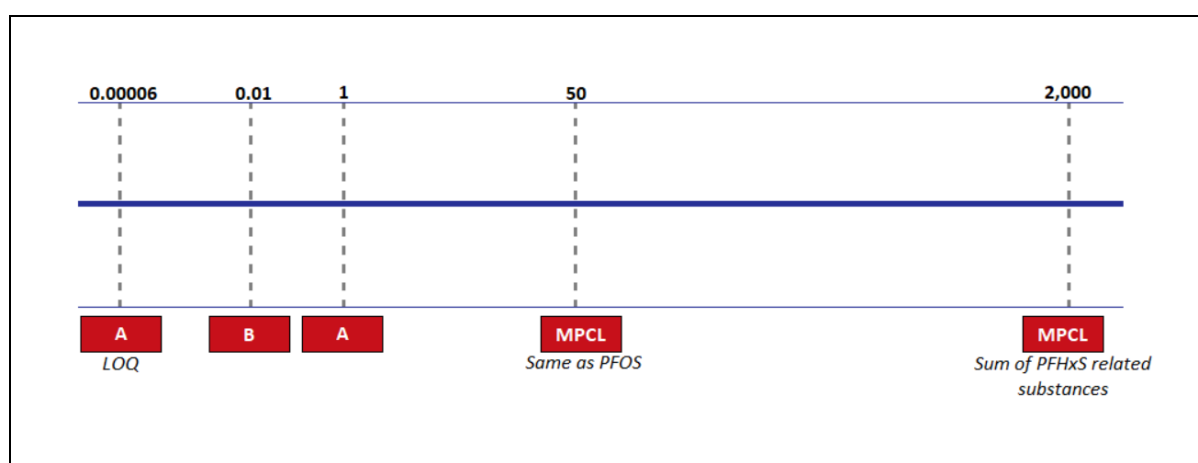 0.00006 0.01 1 50 2,000
A B A MPCL MPCL
LOQ Same as PFOS Sum of PFHxS related
substances